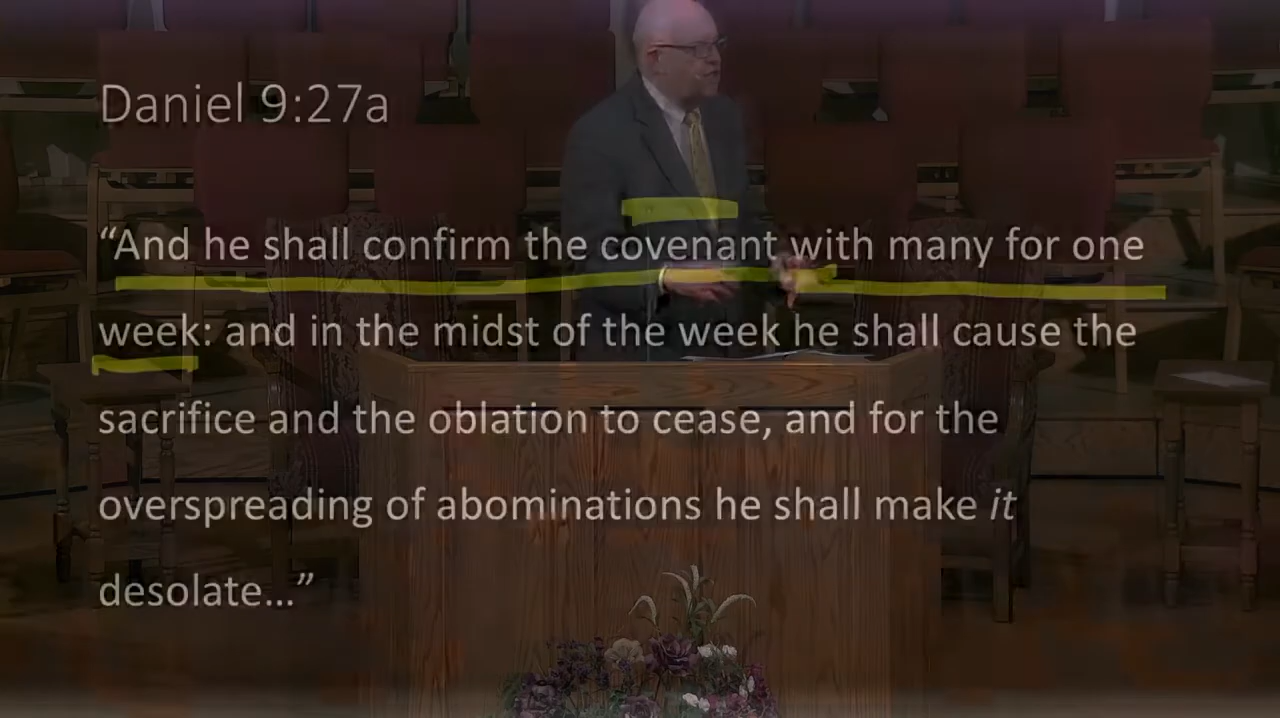 Daniel 9:27a
“And he shall confirm the covenant with many for one
week: and in the midst of the week he shall cause the
sacrifice and the oblation to cease, and for the
overspreading of abominations he shall make it
desolate…”